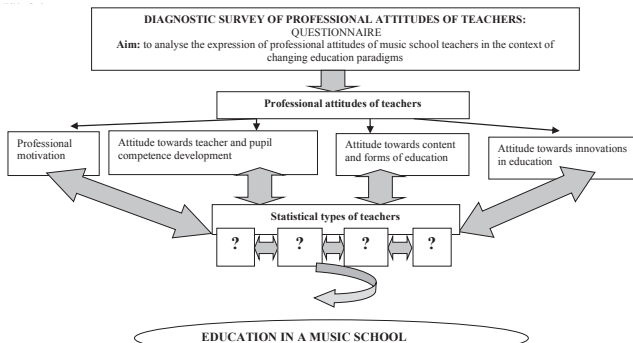 DIAGNOSTIC SURVEY OF PROFESSIONAL ATTITUDES OF TEACHERS:
QUESTIONNAIRE
Aim: to analyse the expression of professional attitudes of music school teachers in the context of
changing education paradigms
Professional attitudes of teachers
Professional
motivation
Attitude towards teacher and pupil
competence development
Attitude towards content
and forms of education
Attitude towards innovations
in education
Statistical types of teachers
? ? ? ?
EDUCATION IN A MUSIC SCHOOL